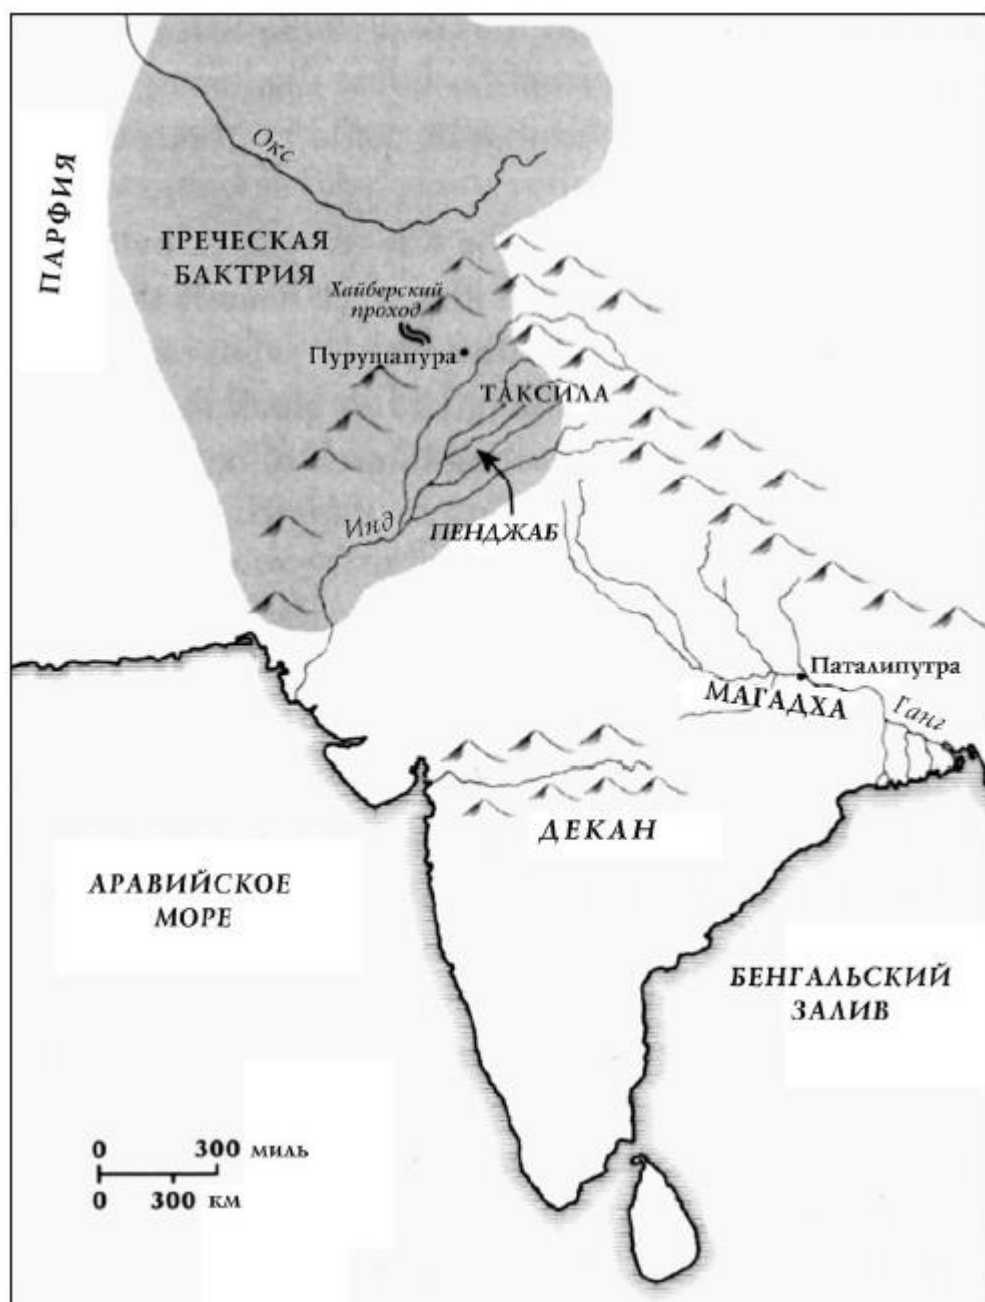 Окс
ПАРФИЯ
ГРЕЧЕСКАЯ
БАКТРИЯ
Хайберский
проход
Пурушапура
ТАКСИЛА
Инд
ПЕНДЖАБ
Паталипутра
МАГАДХА
Ганг
ДЕКАН
АРАВИЙСКОЕ
МОРЕ
БЕНГАЛЬСКИЙ
ЗАЛИВ
0 300 миль
0 300 км